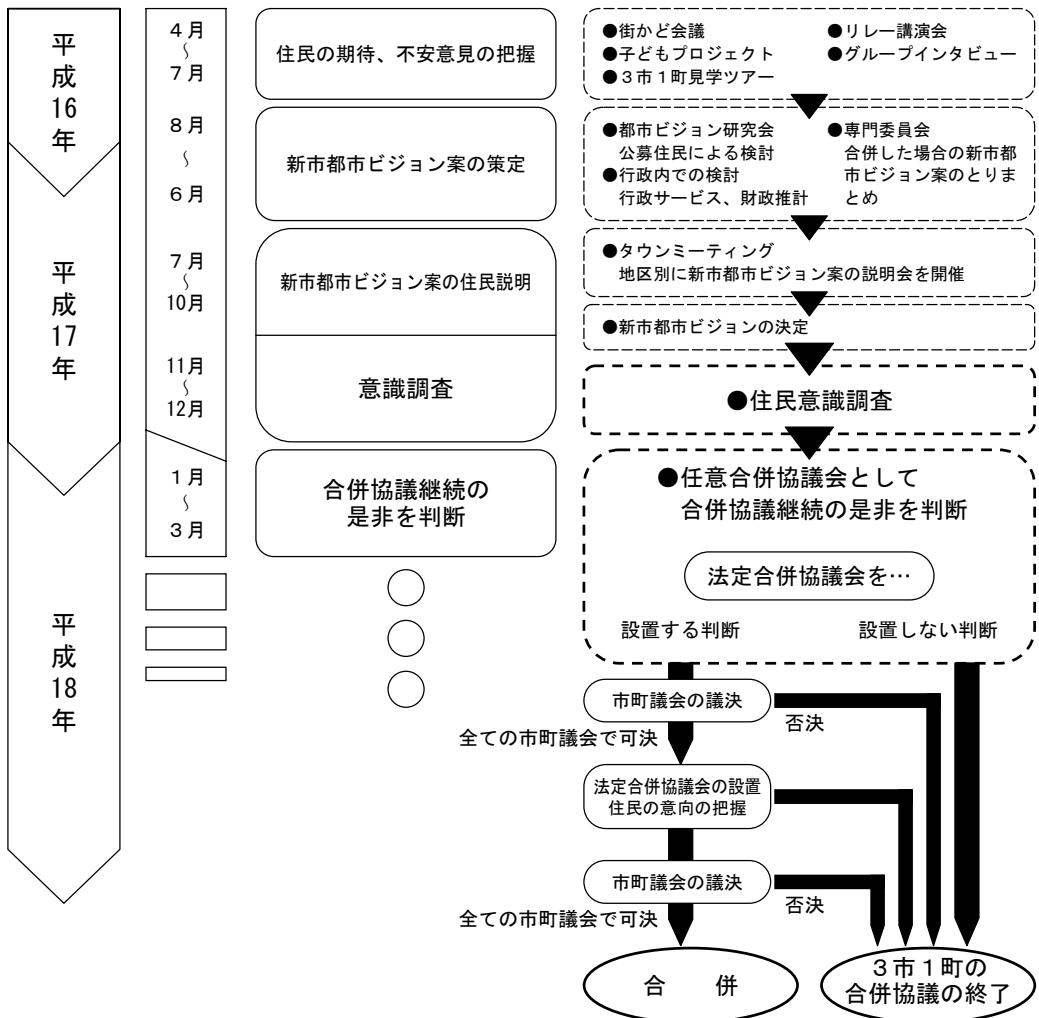 平成16年
平成17年
平成18年
４月
～
７月
８月
～
６月
７月
～
10月
11月
～
12月
１月
～
３月
住民の期待、不安意見の把握
新市都市ビジョン案の策定
新市都市ビジョン案の住民説明
意識調査
合併協議継続の
是非を判断
●街かど会議
●子どもプロジェクト
●３市１町見学ツアー
●リレー講演会
●グループインタビュー
●都市ビジョン研究会
公募住民による検討
●行政内での検討
行政サービス、財政推計
●専門委員会
合併した場合の新市都
市ビジョン案のとりま
とめ
●タウンミーティング
地区別に新市都市ビジョン案の説明会を開催
●新市都市ビジョンの決定
●住民意識調査
●任意合併協議会として
合併協議継続の是非を判断
法定合併協議会を…
設置する判断
設置しない判断
市町議会の議決
否決
全ての市町議会で可決
法定合併協議会の設置
住民の意向の把握
市町議会の議決
否決
全ての市町議会で可決
合　併
３市１町の
合併協議の終了